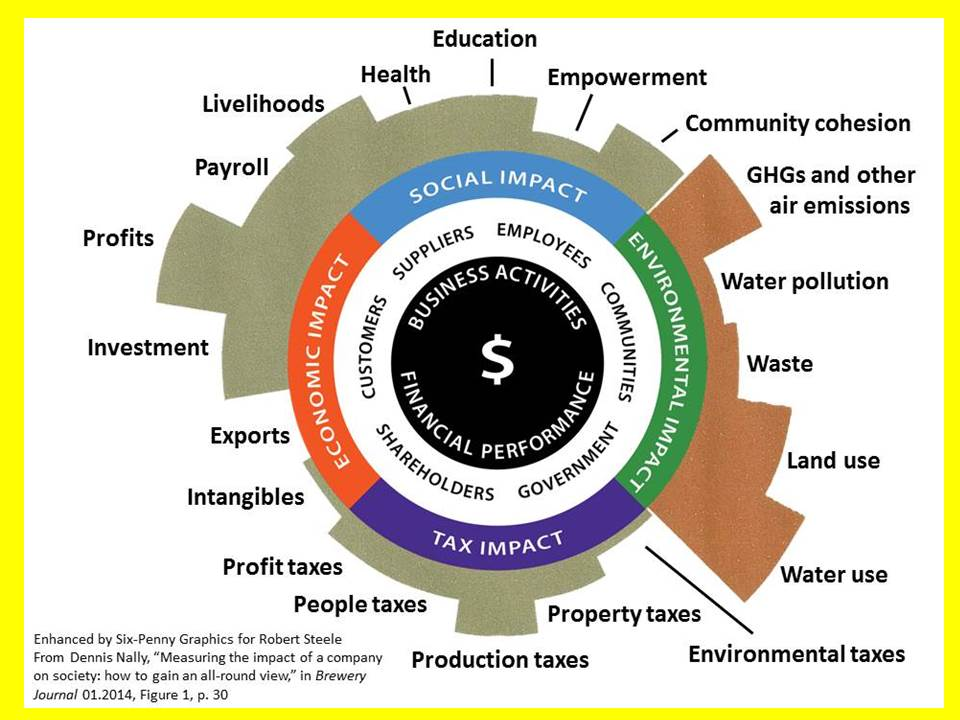 Education
Health
Empowerment
Livelihoods
Community cohesion
Payroll
GHGs and other
air emissions
Profits
Water pollution
Investment
Waste
Exports
Land use
Intangibles
Profit taxes
Water use
People taxes
Property taxes
Production taxes
Environmental taxes
SOCIAL IMPACT
ENVIRONMENTAL IMPACT
TAX IMPACT
ECONOMIC IMPACT
SUPPLIERS
EMPLOYEES
COMMUNITIES
GOVERNMENT
SHAREHOLDERS
CUSTOMERS
BUSINESS ACTIVITIES
$
FINANCIAL PERFORMANCE
Enhanced by Six-Penny Graphics for Robert Steele
From Dennis Nally, “Measuring the impact of a company
on society: how to gain an all-round view,” in Brewery
Journal 01.2014, Figure 1, p. 30